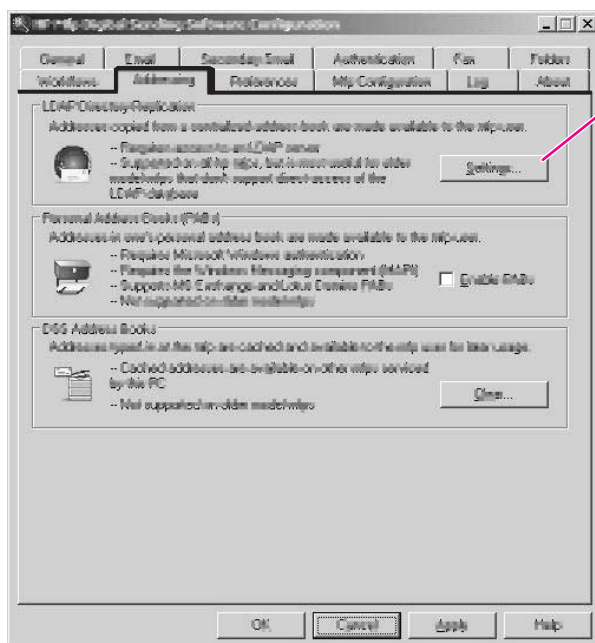 HP Mfp Digital Sending Software Configuration
General Email Secondary Email Authentication Fax Folders
Workflows Addressing Preferences Mfp Configuration Log About
LDAP Directory Replication
Addresses copied from a centralized address book are made available to the mfp user.
-- Requires access to an LDAP server
-- Supported on all hp mfps, but is most useful for older
model mfps that don't support direct access of the
LDAP database
Settings...
Personal Address Books (PABs)
Addresses in one's personal address book are made available to the mfp user.
-- Requires Microsoft Windows authentication
-- Requires the Windows Messaging component (MAPI)
-- Supports MS Exchange and Lotus Domino PABs
-- Not supported on older model mfps
Enable PABs
DSS Address Books
Addresses typed in at the mfp are cached and available to the mfp user for later usage.
-- Cached addresses are available on other mfps serviced
by this PC
-- Not supported on older model mfps
Clear...
OK Cancel Apply Help